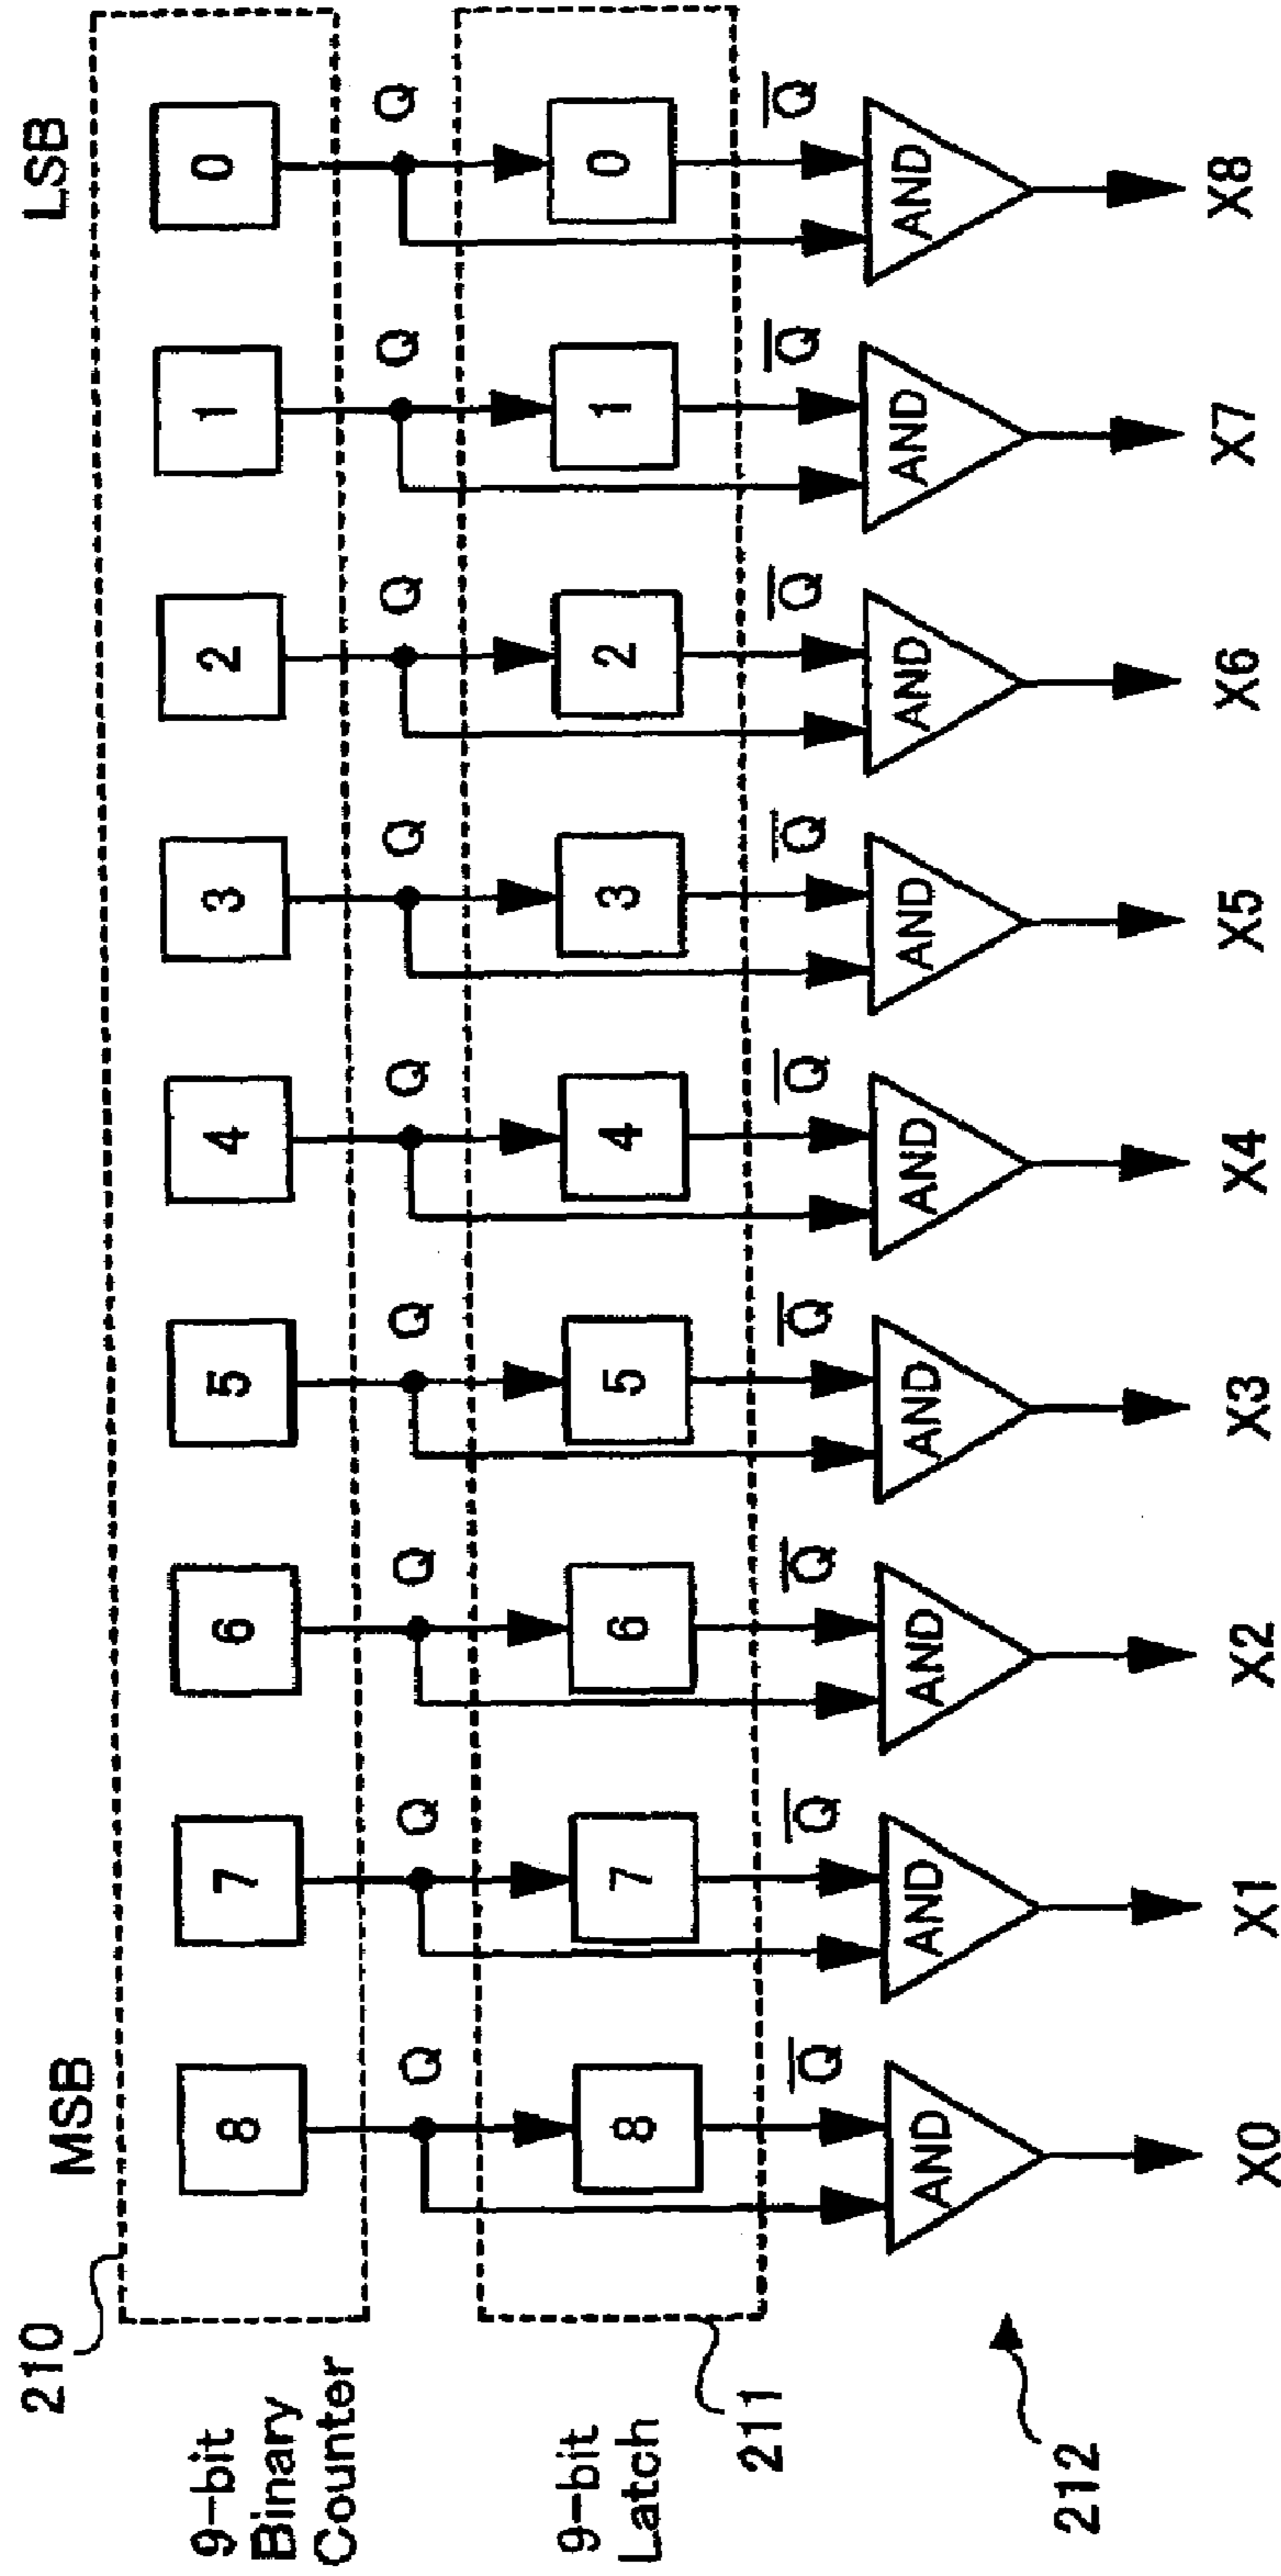 210
MSB
LSB
9-bit
Binary
Counter
8 7 6 5 4 3 2 1 0
Q Q Q Q Q Q Q Q Q
9-bit
Latch
8 7 6 5 4 3 2 1 0
211
Q̅ Q̅ Q̅ Q̅ Q̅ Q̅ Q̅ Q̅ Q̅
AND AND AND AND AND AND AND AND AND
212
X0 X1 X2 X3 X4 X5 X6 X7 X8